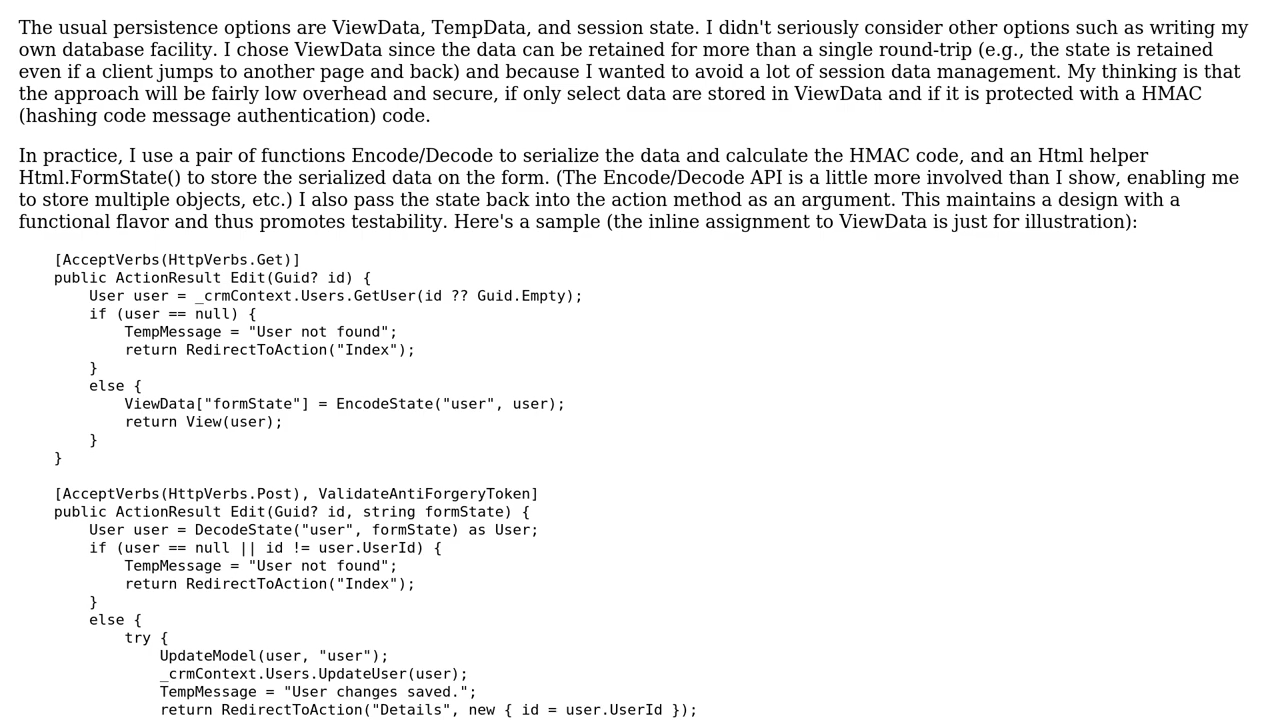 The usual persistence options are ViewData, TempData, and session state. I didn't seriously consider other options such as writing my
own database facility. I chose ViewData since the data can be retained for more than a single round-trip (e.g., the state is retained
even if a client jumps to another page and back) and because I wanted to avoid a lot of session data management. My thinking is that
the approach will be fairly low overhead and secure, if only select data are stored in ViewData and if it is protected with a HMAC
(hashing code message authentication) code.
In practice, I use a pair of functions Encode/Decode to serialize the data and calculate the HMAC code, and an Html helper
Html.FormState() to store the serialized data on the form. (The Encode/Decode API is a little more involved than I show, enabling me
to store multiple objects, etc.) I also pass the state back into the action method as an argument. This maintains a design with a
functional flavor and thus promotes testability. Here's a sample (the inline assignment to ViewData is just for illustration):
[AcceptVerbs(HttpVerbs.Get)]
public ActionResult Edit(Guid? id) {
    User user = _crmContext.Users.GetUser(id ?? Guid.Empty);
    if (user == null) {
        TempMessage = "User not found";
        return RedirectToAction("Index");
    }
    else {
        ViewData["formState"] = EncodeState("user", user);
        return View(user);
    }
}
[AcceptVerbs(HttpVerbs.Post), ValidateAntiForgeryToken]
public ActionResult Edit(Guid? id, string formState) {
    User user = DecodeState("user", formState) as User;
    if (user == null || id != user.UserId) {
        TempMessage = "User not found";
        return RedirectToAction("Index");
    }
    else {
        try {
            UpdateModel(user, "user");
            _crmContext.Users.UpdateUser(user);
            TempMessage = "User changes saved.";
            return RedirectToAction("Details", new { id = user.UserId });